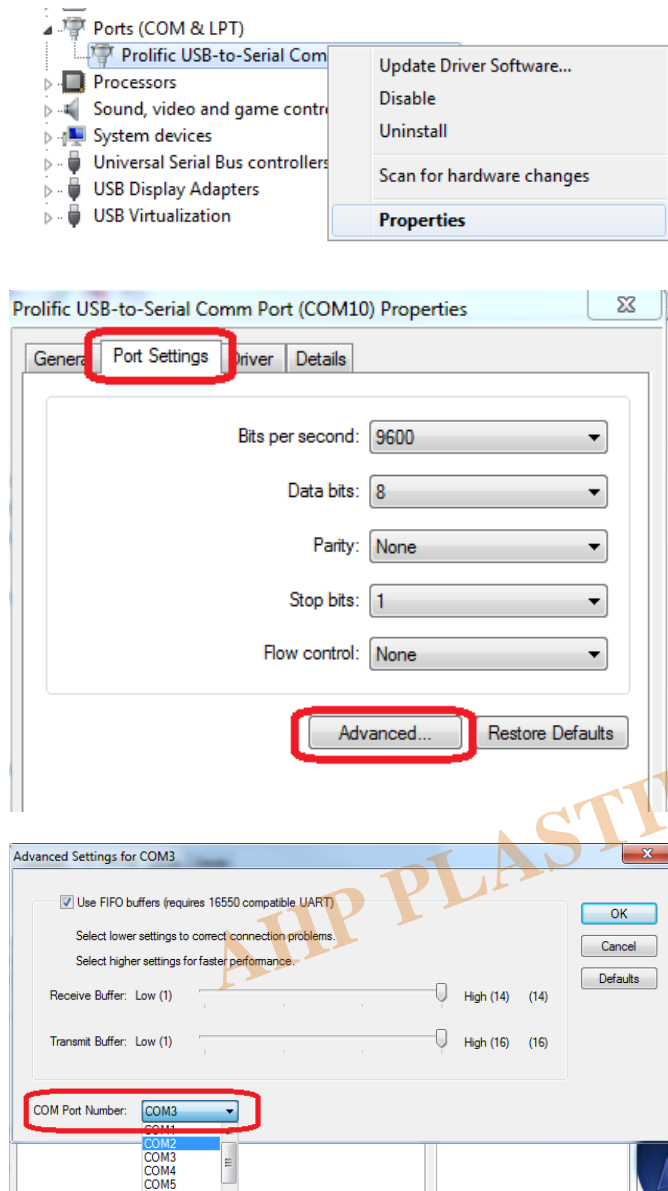 Ports (COM & LPT)
Prolific USB-to-Serial Com
Processors
Sound, video and game contr
System devices
Universal Serial Bus controllers
USB Display Adapters
USB Virtualization
Update Driver Software...
Disable
Uninstall
Scan for hardware changes
Properties
Prolific USB-to-Serial Comm Port (COM10) Properties
General Port Settings Driver Details
Bits per second: 9600
Data bits: 8
Parity: None
Stop bits: 1
Flow control: None
Advanced... Restore Defaults
Advanced Settings for COM3
Use FIFO buffers (requires 16550 compatible UART)
Select lower settings to correct connection problems.
Select higher settings for faster performance.
Receive Buffer: Low (1) High (14) (14)
Transmit Buffer: Low (1) High (16) (16)
OK
Cancel
Defaults
COM Port Number: COM3
COM1
COM2
COM3
COM4
COM5
AHP PLASTI